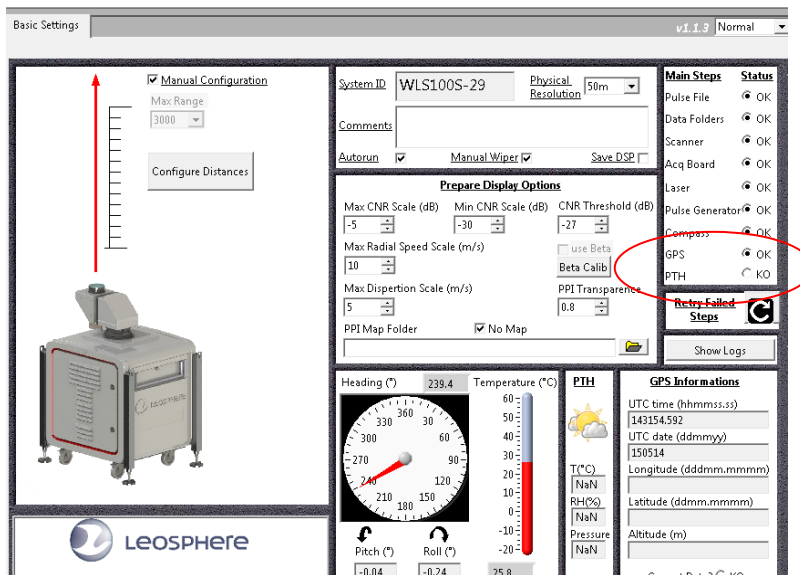 Basic Settings
v1.1.3 Normal
Manual Configuration
Max Range
3000
Configure Distances
LEOSPHERE
LEOSPHERE
System ID WLS100S-29 Physical Resolution 50m
Comments
Autorun Manual Wiper Save DSP
Prepare Display Options
Max CNR Scale (dB) Min CNR Scale (dB) CNR Threshold (dB)
-5 -30 -27
Max Radial Speed Scale (m/s) use Beta
10 Beta Calib
Max Dispertion Scale (m/s) PPI Transparence
5 0.8
PPI Map Folder No Map
Main Steps Status
Pulse File OK
Data Folders OK
Scanner OK
Acq Board OK
Laser OK
Pulse Generator OK
Compass OK
GPS OK
PTH KO
Retry Failed
Steps
Show Logs
Heading (°) 239.4 Temperature (°C)
360
330 30
300 60
270 90
240 120
210 150
180
60
50
40
30
20
10
0
-10
-20
Pitch (°) Roll (°)
-0.04 -0.24 25.8
PTH
T(°C)
NaN
RH(%)
NaN
Pressure
NaN
GPS Informations
UTC time (hhmmss.ss)
143154.592
UTC date (ddmmyy)
150514
Longitude (dddmm.mmmm)
Latitude (ddmm.mmmm)
Altitude (m)
KO